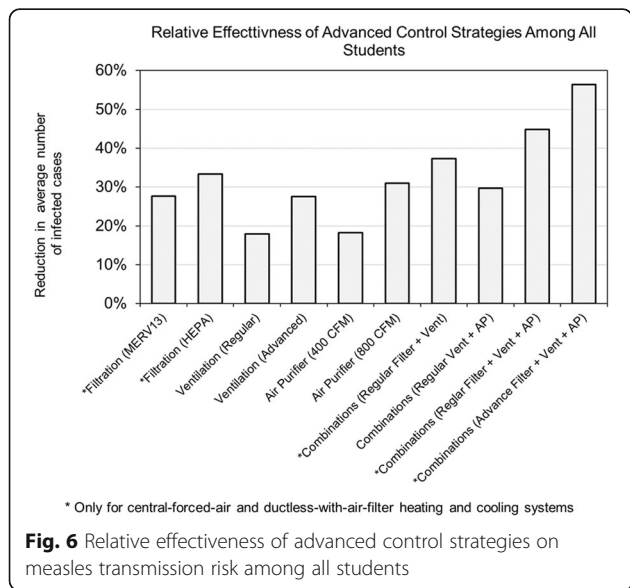 Relative Effecttivness of Advanced Control Strategies Among All
Students
60%
50%
40%
30%
20%
10%
0%
Reduction in average number
of infected cases
*Filtration (MERV13)
*Filtration (HEPA)
Ventilation (Regular)
Ventilation (Advanced)
Air Purifier (400 CFM)
Air Purifier (800 CFM)
*Combinations (Regular Filter + Vent)
Combinations (Regular Vent + AP)
*Combinations (Reglar Filter + Vent + AP)
*Combinations (Advance Filter + Vent + AP)
* Only for central-forced-air and ductless-with-air-filter heating and cooling systems
Fig. 6 Relative effectiveness of advanced control strategies on
measles transmission risk among all students